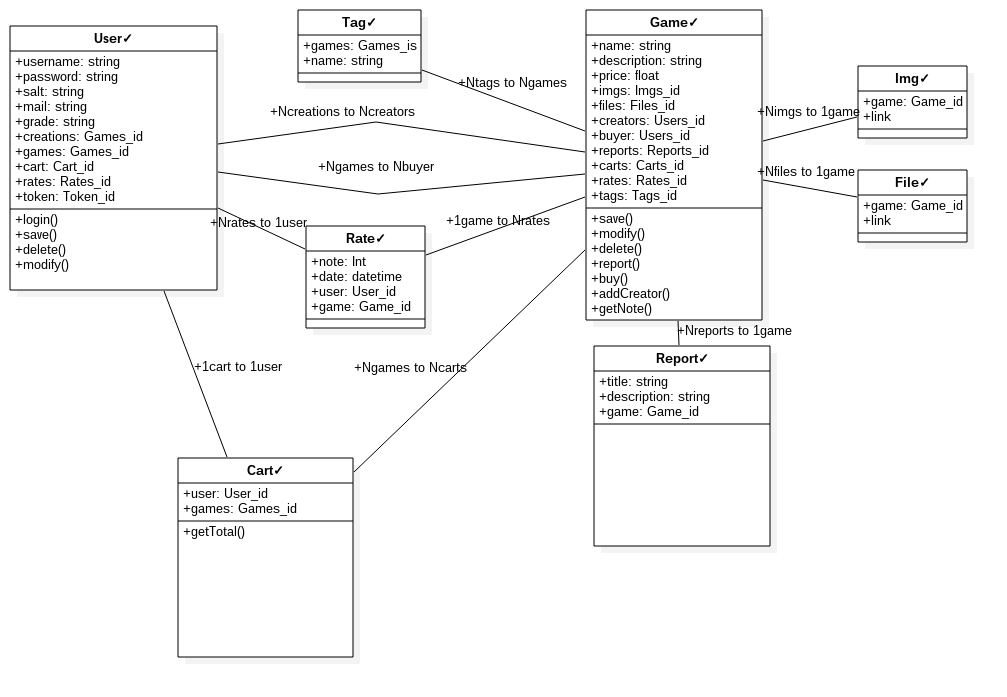 User✓
+username: string
+password: string
+salt: string
+mail: string
+grade: string
+creations: Games_id
+games: Games_id
+cart: Cart_id
+rates: Rates_id
+token: Token_id
+login()
+save()
+delete()
+modify()
Tag✓
+games: Games_is
+name: string
Game✓
+name: string
+description: string
+price: float
+imgs: Imgs_id
+files: Files_id
+creators: Users_id
+buyer: Users_id
+reports: Reports_id
+carts: Carts_id
+rates: Rates_id
+tags: Tags_id
+save()
+modify()
+delete()
+report()
+buy()
+addCreator()
+getNote()
Img✓
+game: Game_id
+link
File✓
+game: Game_id
+link
+Ntags to Ngames
+Ncreations to Ncreators
+Ngames to Nbuyer
+Nrates to 1user
+1game to Nrates
+Nimgs to 1game
+Nfiles to 1game
Rate✓
+note: Int
+date: datetime
+user: User_id
+game: Game_id
+Nreports to 1game
Report✓
+title: string
+description: string
+game: Game_id
+1cart to 1user
+Ngames to Ncarts
Cart✓
+user: User_id
+games: Games_id
+getTotal()